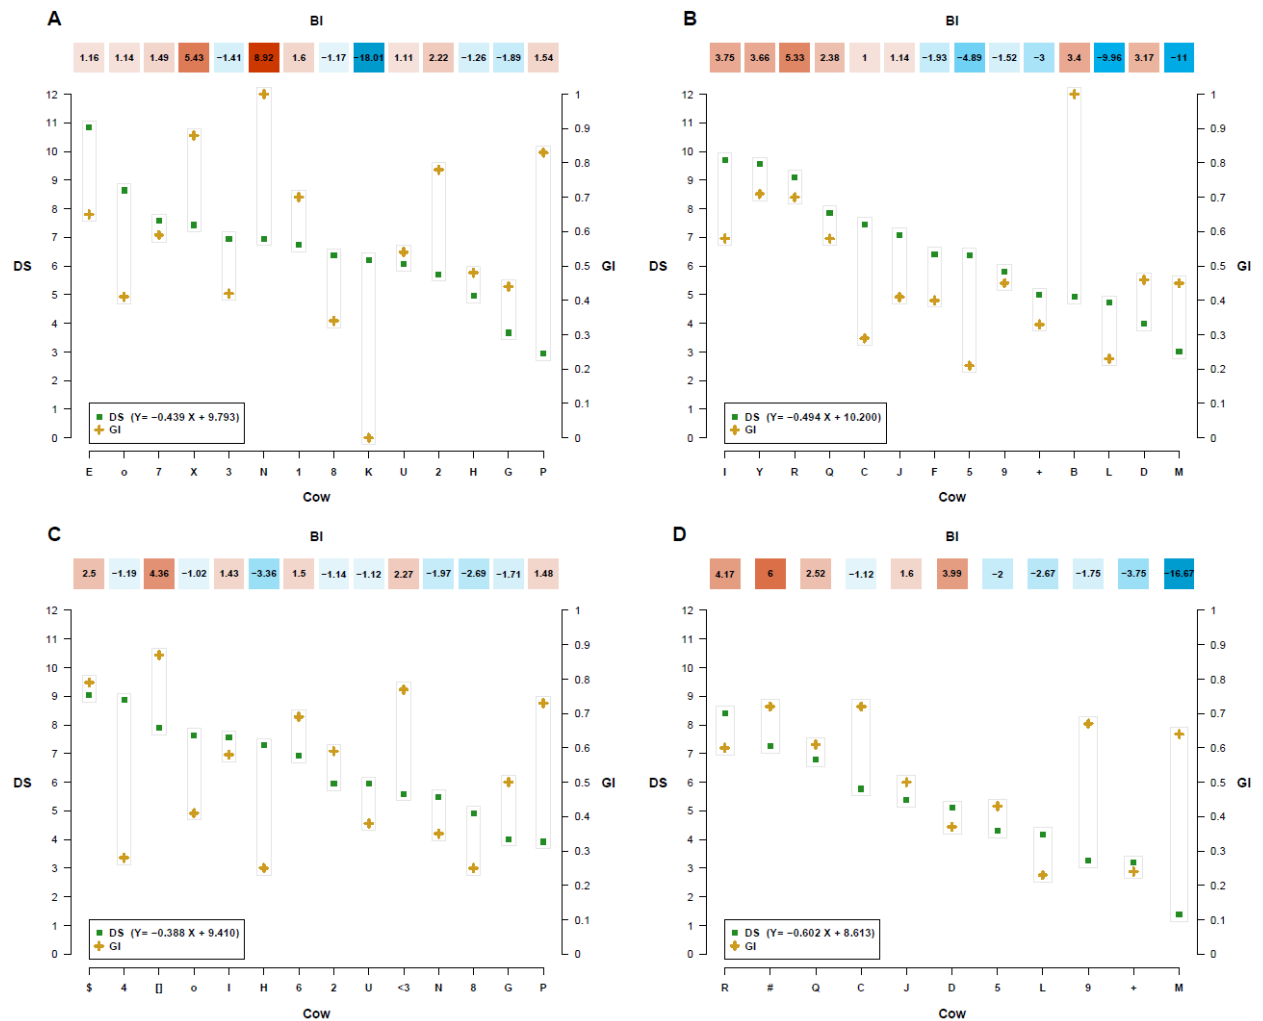 A
BI
1.16 1.14 1.49 5.43 −1.41 8.92 1.6 −1.17 −18.01 1.11 2.22 −1.26 −1.89 1.54
12 1
11 0.9
10 0.8
9 0.7
8
7 0.6
DS 6 0.5 GI
5 0.4
4 0.3
3
2 0.2
1 0.1
0 0
DS (Y= −0.439 X + 9.793)
GI
E o 7 X 3 N 1 8 K U 2 H G P
Cow
B
BI
3.75 3.66 5.33 2.38 1 1.14 −1.93 −4.89 −1.52 −3 3.4 −9.96 3.17 −11
12 1
11 0.9
10 0.8
9 0.7
8
7 0.6
DS 6 0.5 GI
5 0.4
4 0.3
3
2 0.2
1 0.1
0 0
DS (Y= −0.494 X + 10.200)
GI
I Y R Q C J F 5 9 + B L D M
Cow
C
BI
2.5 −1.19 4.36 −1.02 1.43 −3.36 1.5 −1.14 −1.12 2.27 −1.97 −2.69 −1.71 1.48
12 1
11 0.9
10 0.8
9 0.7
8
7 0.6
DS 6 0.5 GI
5 0.4
4 0.3
3
2 0.2
1 0.1
0 0
DS (Y= −0.388 X + 9.410)
GI
$ 4 [] o I H 6 2 U <3 N 8 G P
Cow
D
BI
4.17 6 2.52 −1.12 1.6 3.99 −2 −2.67 −1.75 −3.75 −16.67
12 1
11 0.9
10 0.8
9 0.7
8
7 0.6
DS 6 0.5 GI
5 0.4
4 0.3
3
2 0.2
1 0.1
0 0
DS (Y= −0.602 X + 8.613)
GI
R # Q C J D 5 L 9 + M
Cow